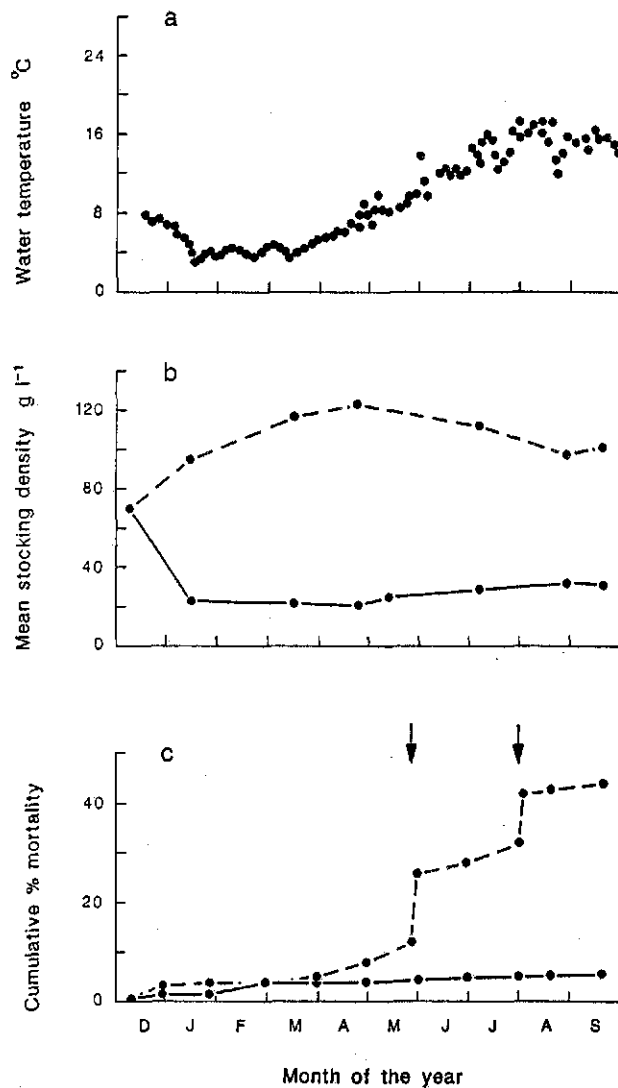 a
28
24
16
8
0
Water temperature °C
b
120
80
40
0
Mean stocking density g l⁻¹
c
40
20
0
Cumulative % mortality
D J F M A M J J A S
Month of the year